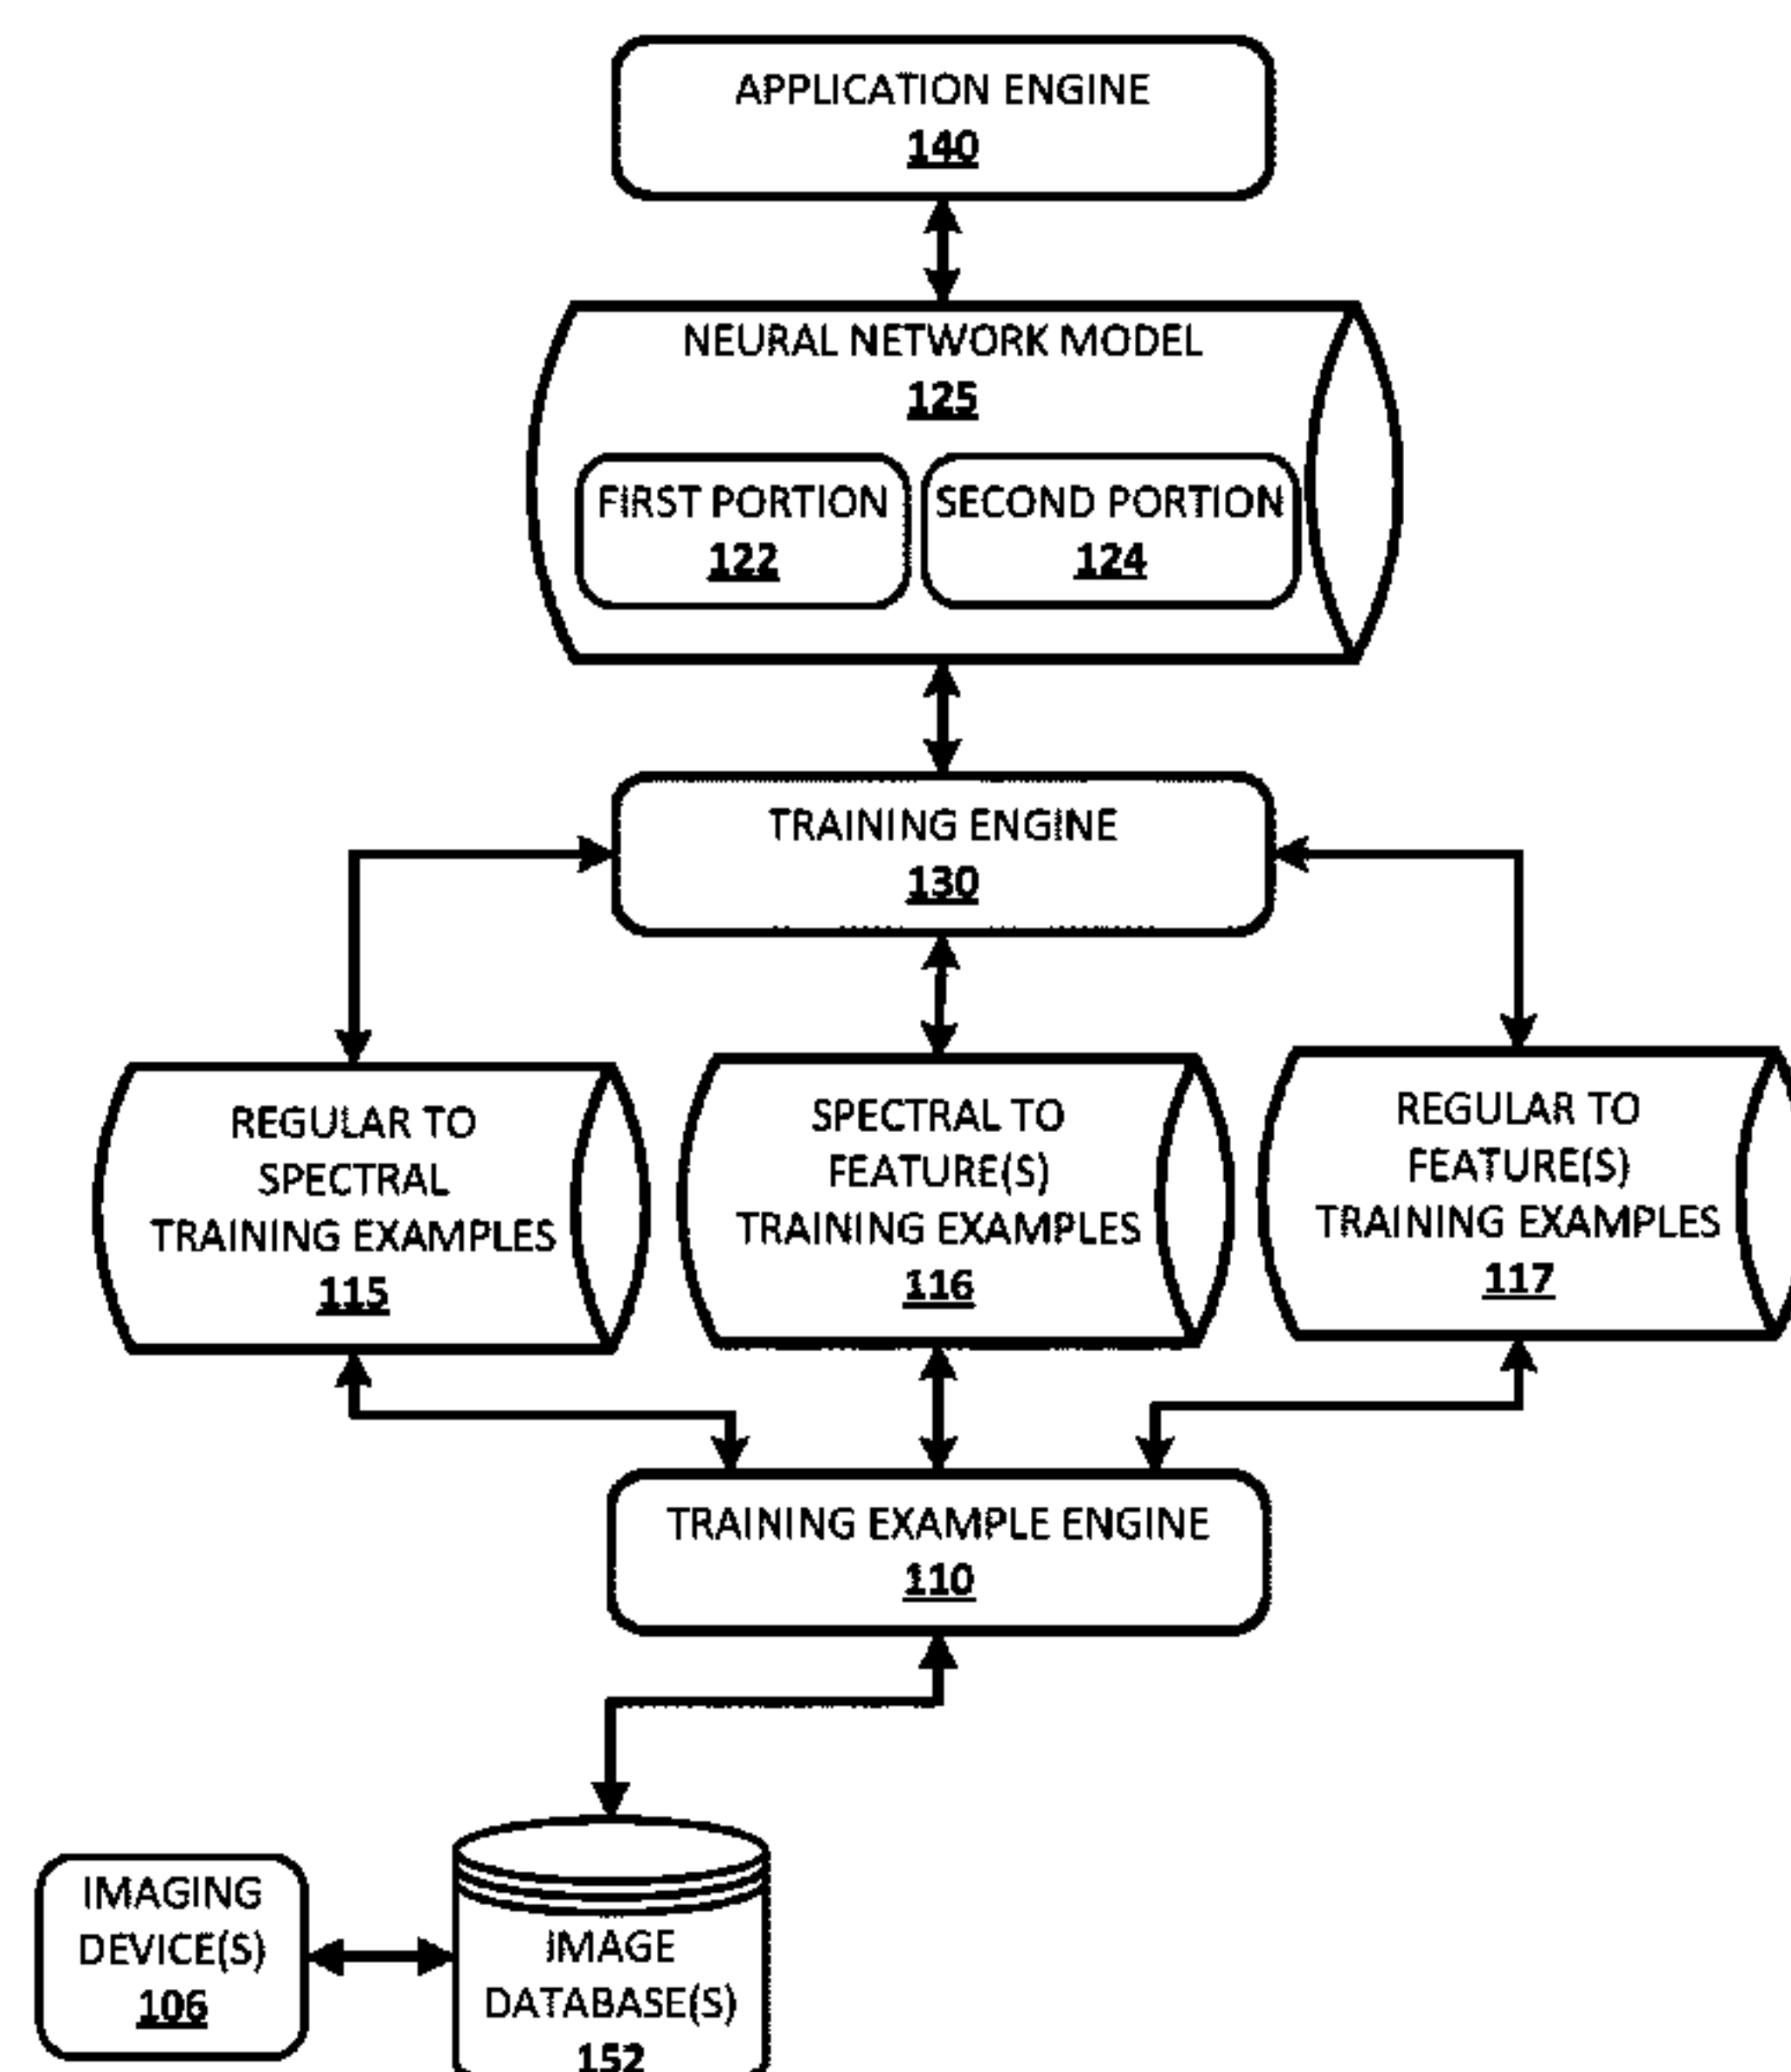 APPLICATION ENGINE
140
NEURAL NETWORK MODEL
125
FIRST PORTION
122
SECOND PORTION
124
TRAINING ENGINE
130
REGULAR TO
SPECTRAL
TRAINING EXAMPLES
115
SPECTRAL TO
FEATURE(S)
TRAINING EXAMPLES
116
REGULAR TO
FEATURE(S)
TRAINING EXAMPLES
117
TRAINING EXAMPLE ENGINE
110
IMAGING
DEVICE(S)
106
IMAGE
DATABASE(S)
152